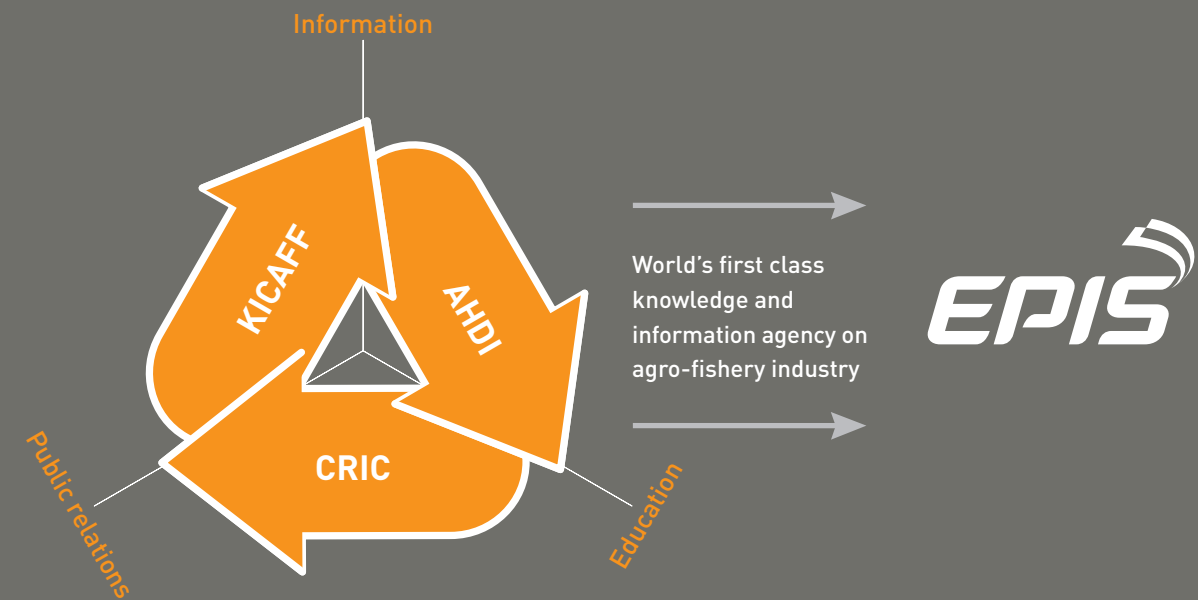 Information
KICAFF
AHDI
CRIC
Public relations
Education
World's first class
knowledge and
information agency on
agro-fishery industry
EPIS